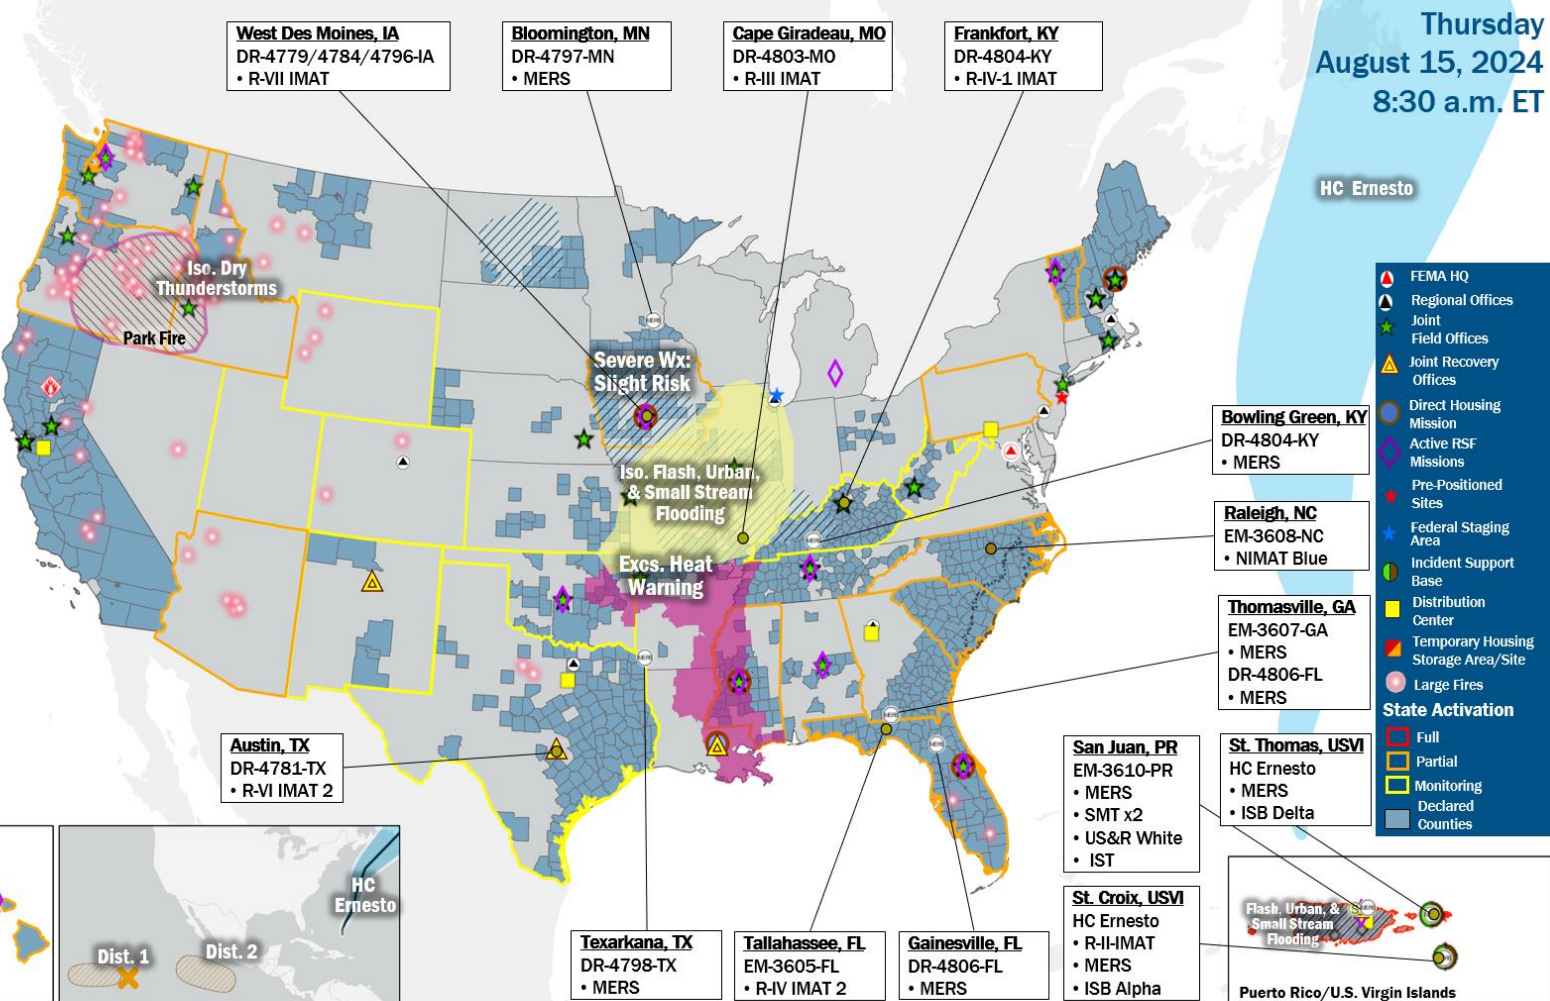 Thursday
August 15, 2024
8:30 a.m. ET
West Des Moines, IA
DR-4779/4784/4796-IA
• R-VII IMAT
Bloomington, MN
DR-4797-MN
• MERS
Cape Giradeau, MO
DR-4803-MO
• R-III IMAT
Frankfort, KY
DR-4804-KY
• R-IV-1 IMAT
HC Ernesto
Iso. Dry
Thunderstorms
Park Fire
Severe Wx:
Slight Risk
Iso. Flash, Urban,
& Small Stream
Flooding
Excs. Heat
Warning
MERS
MERS
MERS
MERS
MERS
Bowling Green, KY
DR-4804-KY
• MERS
Raleigh, NC
EM-3608-NC
• NIMAT Blue
Thomasville, GA
EM-3607-GA
• MERS
DR-4806-FL
• MERS
Austin, TX
DR-4781-TX
• R-VI IMAT 2
San Juan, PR
EM-3610-PR
• MERS
• SMT x2
• US&R White
• IST
St. Thomas, USVI
HC Ernesto
• MERS
• ISB Delta
St. Croix, USVI
HC Ernesto
• R-II-IMAT
• MERS
• ISB Alpha
Texarkana, TX
DR-4798-TX
• MERS
Tallahassee, FL
EM-3605-FL
• R-IV IMAT 2
Gainesville, FL
DR-4806-FL
• MERS
FEMA HQ
Regional Offices
Joint
Field Offices
Joint Recovery
Offices
Direct Housing
Mission
Active RSF
Missions
Pre-Positioned
Sites
Federal Staging
Area
Incident Support
Base
Distribution
Center
Temporary Housing
Storage Area/Site
Large Fires
State Activation
Full
Partial
Monitoring
Declared
Counties
HC
Ernesto
Dist. 1
Dist. 2
Flash, Urban, &
Small Stream
Flooding
MERS
Puerto Rico/U.S. Virgin Islands